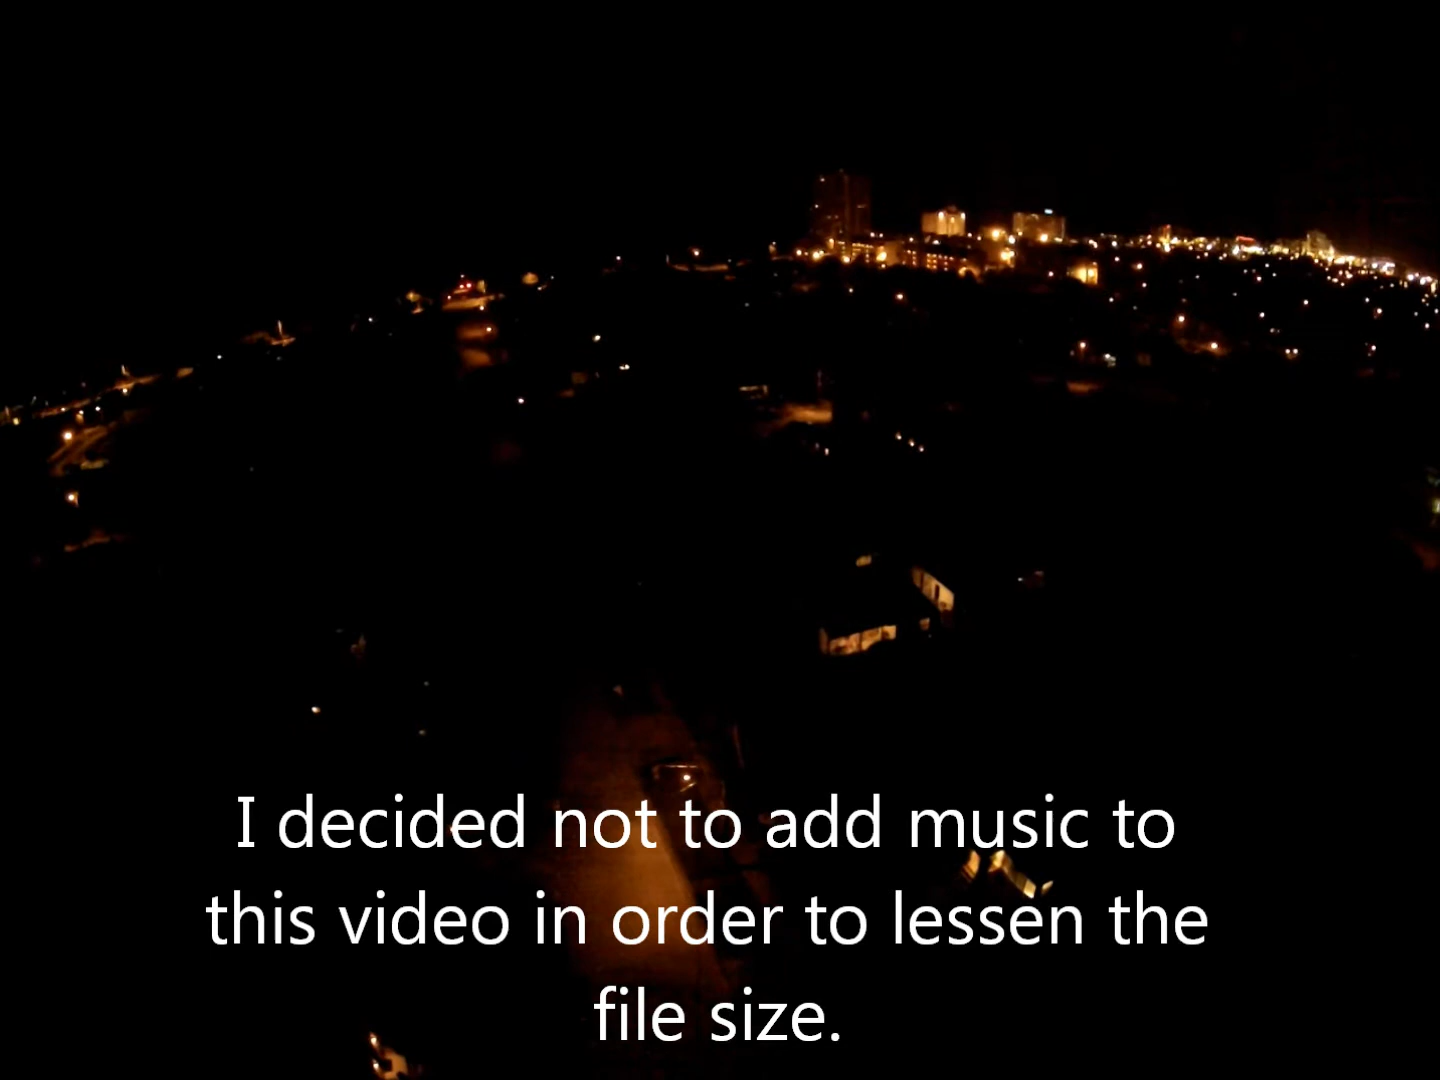 I decided not to add music to
this video in order to lessen the
file size.